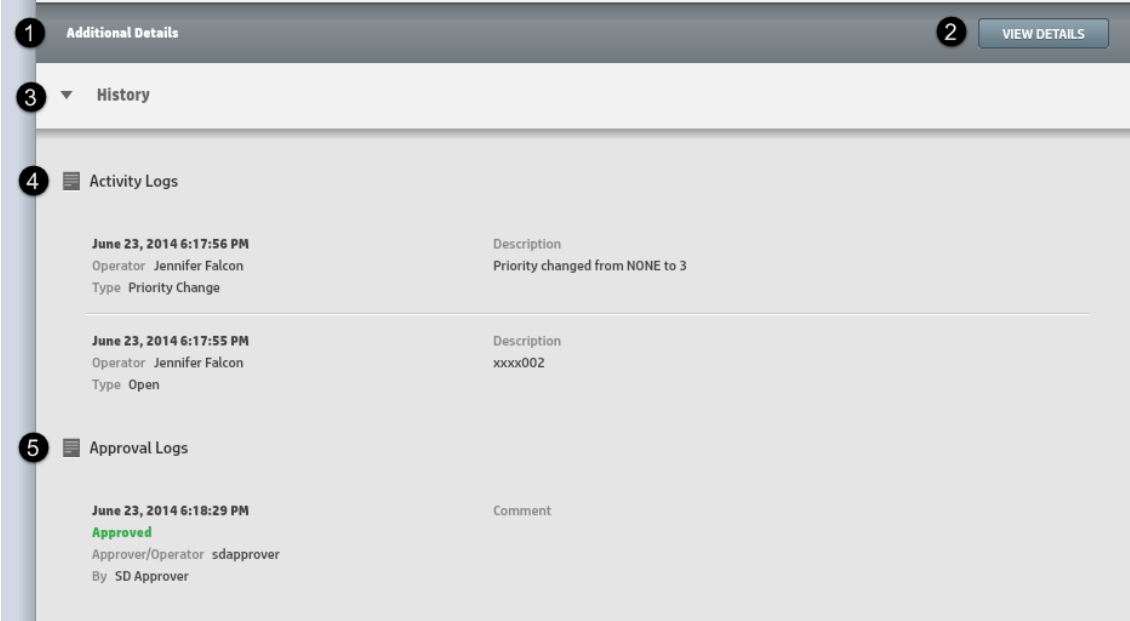 1 Additional Details 2 VIEW DETAILS
3 History
4 Activity Logs
June 23, 2014 6:17:56 PM Description
Operator Jennifer Falcon Priority changed from NONE to 3
Type Priority Change
June 23, 2014 6:17:55 PM Description
Operator Jennifer Falcon xxxx002
Type Open
5 Approval Logs
June 23, 2014 6:18:29 PM Comment
Approved
Approver/Operator sdapprover
By SD Approver